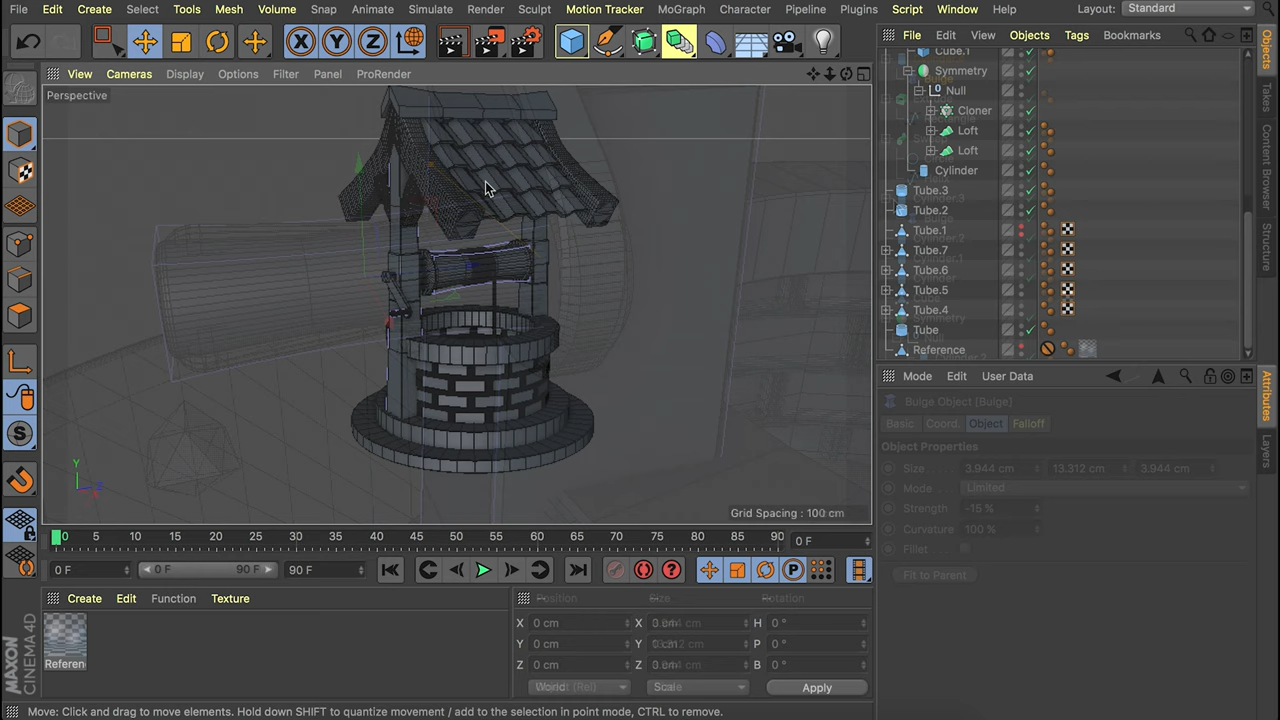 File Edit Create Select Tools Mesh Volume Snap Animate Simulate Render Sculpt Motion Tracker MoGraph Character Pipeline Plugins Script Window Help Layout: Standard
File Edit View Objects Tags Bookmarks
View Cameras Display Options Filter Panel ProRender
Perspective
Cube.1
Symmetry
Null
Cloner
Loft
Loft
Cylinder
Tube.3
Tube.2
Tube.1
Tube.7
Tube.6
Tube.5
Tube.4
Tube
Reference
Objects
Takes
Content Browser
Structure
Mode Edit User Data
Bulge Object [Bulge]
Basic Coord. Object Falloff
Object Properties
Size 3.944 cm 13.312 cm 3.944 cm
Mode Limited
Strength -15 %
Curvature 100 %
Fillet
Fit to Parent
Attributes
Layers
Y
X
Grid Spacing : 100 cm
0 5 10 15 20 25 30 35 40 45 50 55 60 65 70 75 80 85 90 0 F
0 F 0 F 90 F 90 F
Create Edit Function Texture
Referen
Position Size Rotation
X 0 cm X H 0 °
Y 0 cm Y P 0 °
Z 0 cm Z B 0 °
World Scale Apply
MAXON
CINEMA 4D
Move: Click and drag to move elements. Hold down SHIFT to quantize movement / add to the selection in point mode, CTRL to remove.